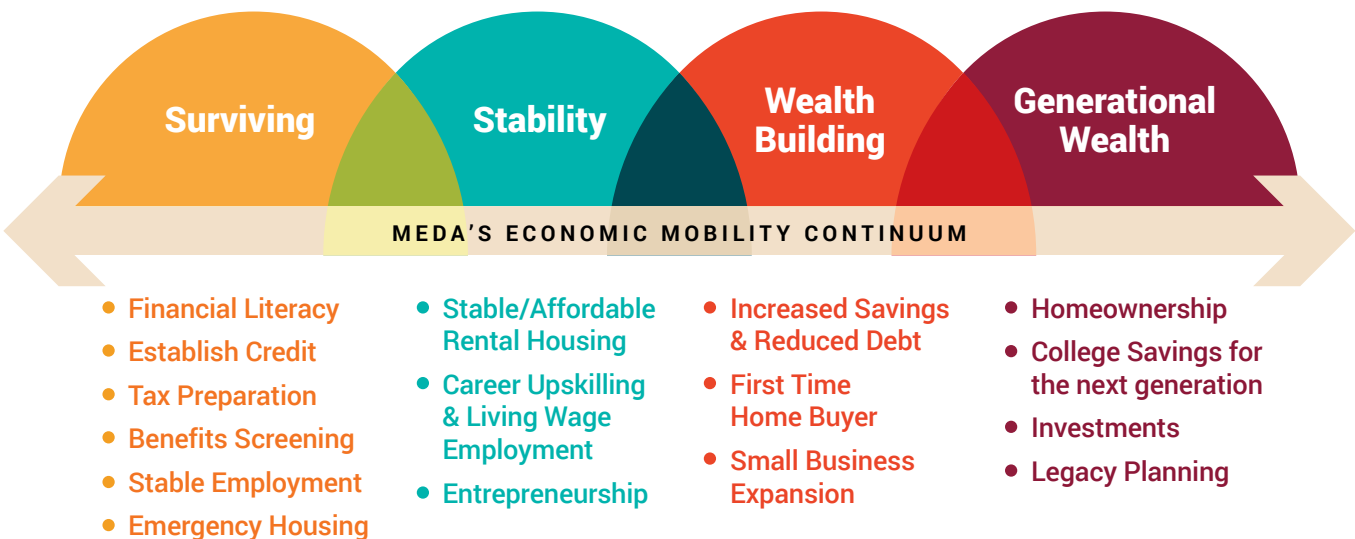 Surviving
Stability
Wealth
Building
Generational
Wealth
MEDA'S ECONOMIC MOBILITY CONTINUUM
• Financial Literacy
• Establish Credit
• Tax Preparation
• Benefits Screening
• Stable Employment
• Emergency Housing
• Stable/Affordable
Rental Housing
• Career Upskilling
& Living Wage
Employment
• Entrepreneurship
• Increased Savings
& Reduced Debt
• First Time
Home Buyer
• Small Business
Expansion
• Homeownership
• College Savings for
the next generation
• Investments
• Legacy Planning